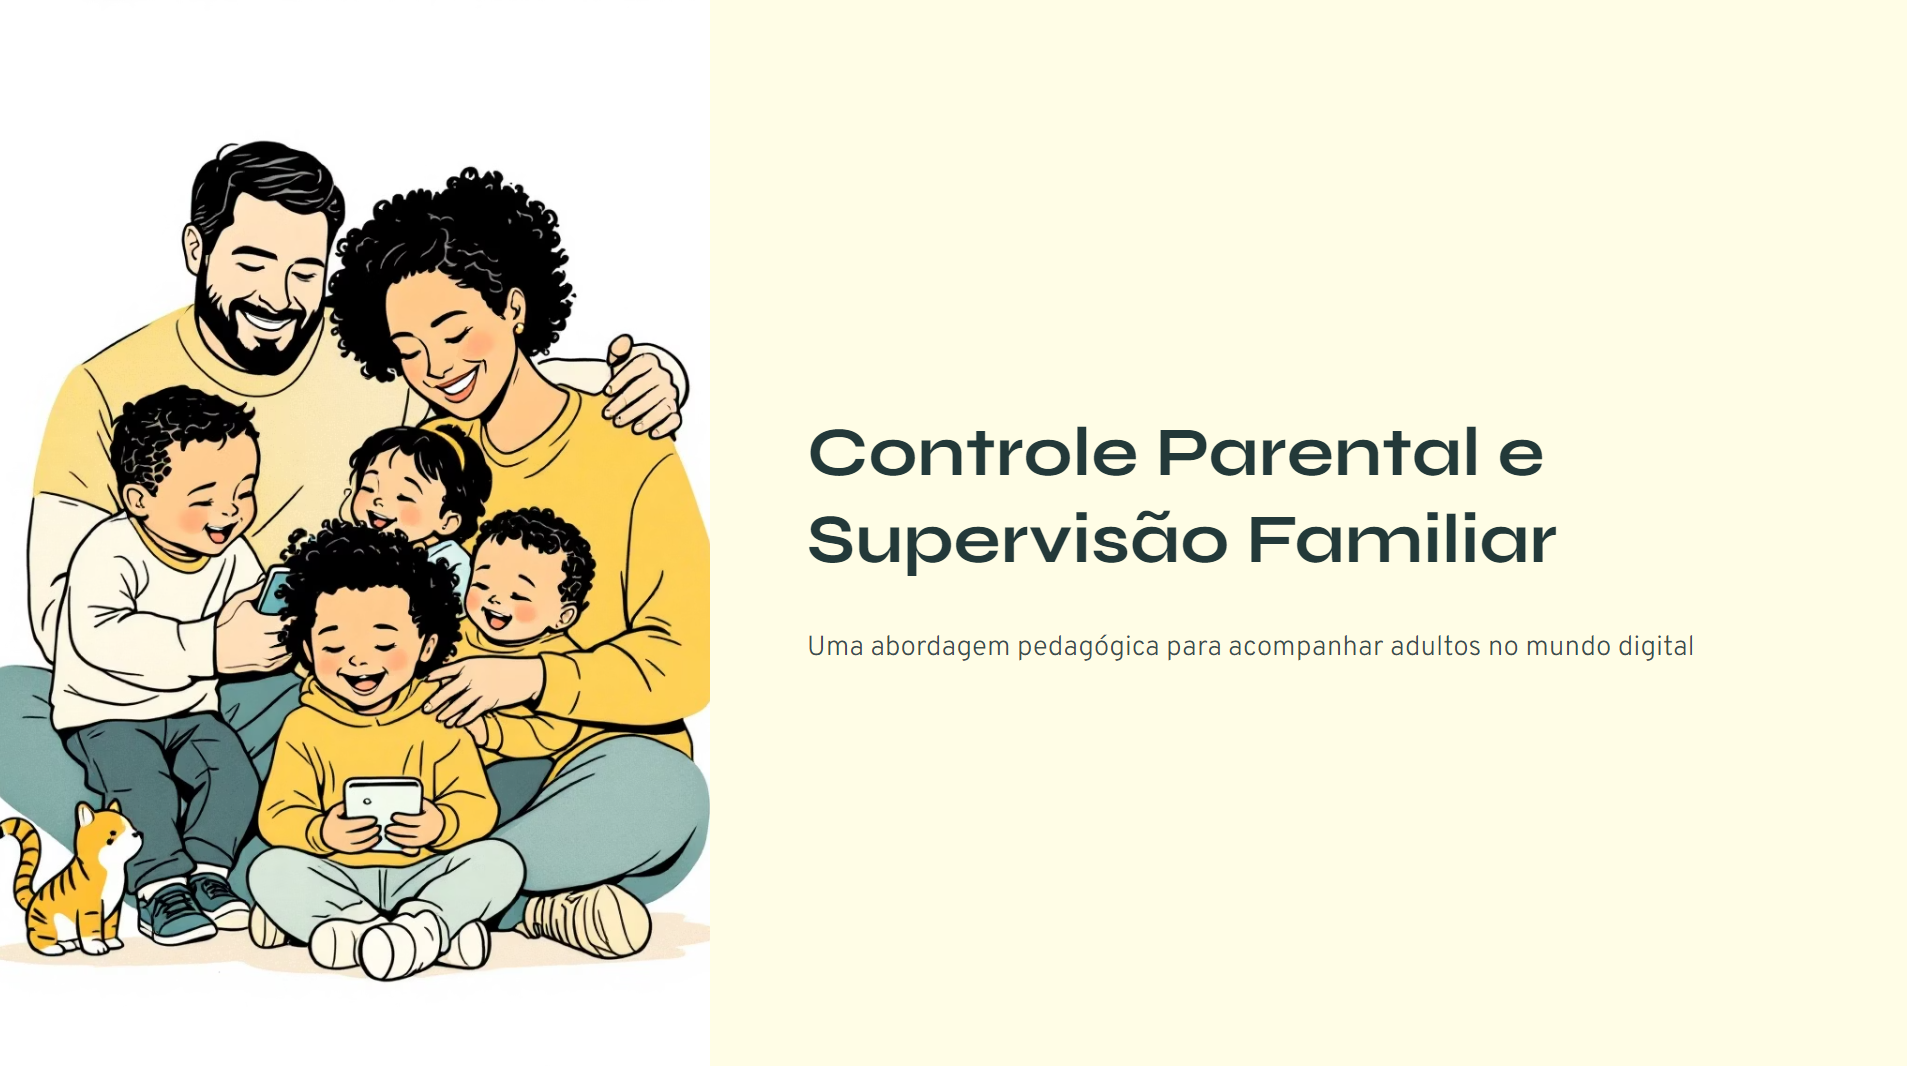 Controle Parental e
Supervisão Familiar
Uma abordagem pedagógica para acompanhar adultos no mundo digital